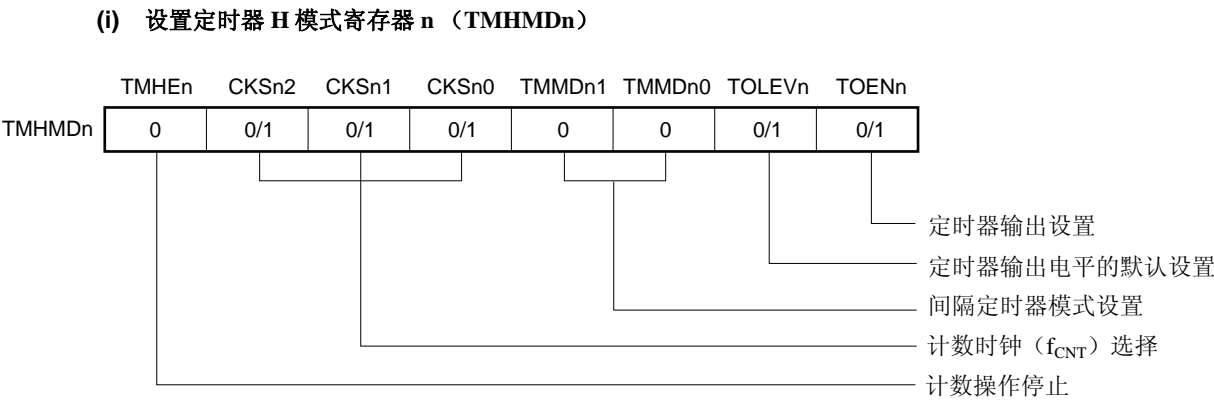 (i) 设置定时器 H 模式寄存器 n （TMHMDn）
TMHEn CKSn2 CKSn1 CKSn0 TMMDn1 TMMDn0 TOLEVn TOENn
TMHMDn 0 0/1 0/1 0/1 0 0 0/1 0/1
定时器输出设置
定时器输出电平的默认设置
间隔定时器模式设置
计数时钟（fCNT）选择
计数操作停止